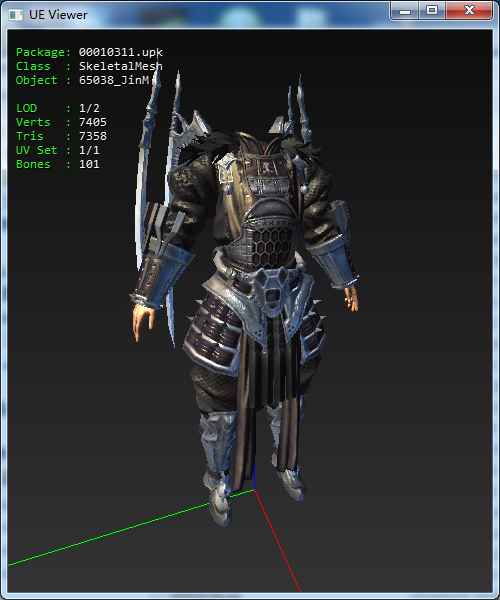 UE Viewer
Package: 00010311.upk
Class : SkeletalMesh
Object : 65038_JinM
LOD : 1/2
Verts : 7405
Tris : 7358
UV Set : 1/1
Bones : 101